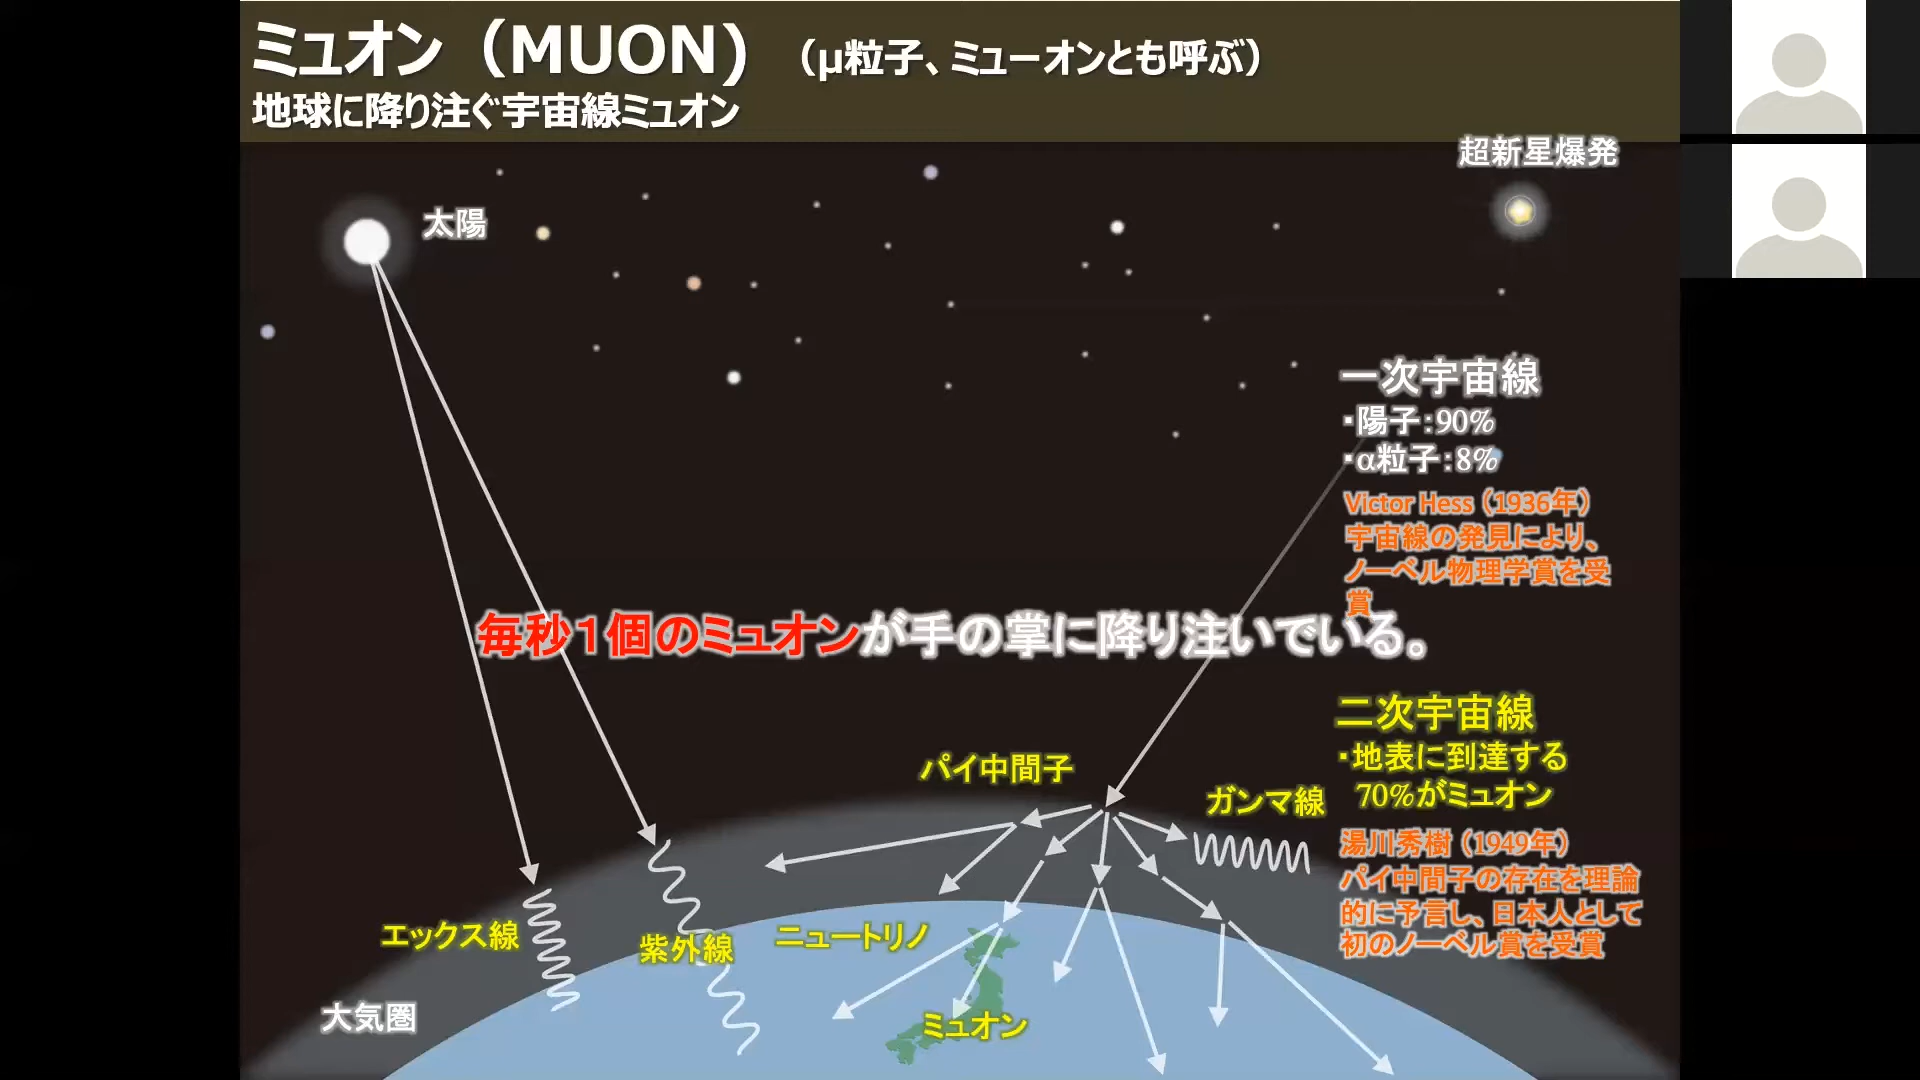 ミュオン（MUON）（μ粒子、ミューオンとも呼ぶ）
地球に降り注ぐ宇宙線ミュオン
超新星爆発
太陽
一次宇宙線
・陽子：90%
・α粒子：8%
Victor Hess（1936年）
宇宙線の発見により、
ノーベル物理学賞を受
賞
毎秒１個のミュオンが手の掌に降り注いでいる。
二次宇宙線
・地表に到達する
70%がミュオン
パイ中間子
ガンマ線
湯川秀樹（1949年）
パイ中間子の存在を理論
的に予言し、日本人として
初のノーベル賞を受賞
エックス線
紫外線
ニュートリノ
大気圏
ミュオン